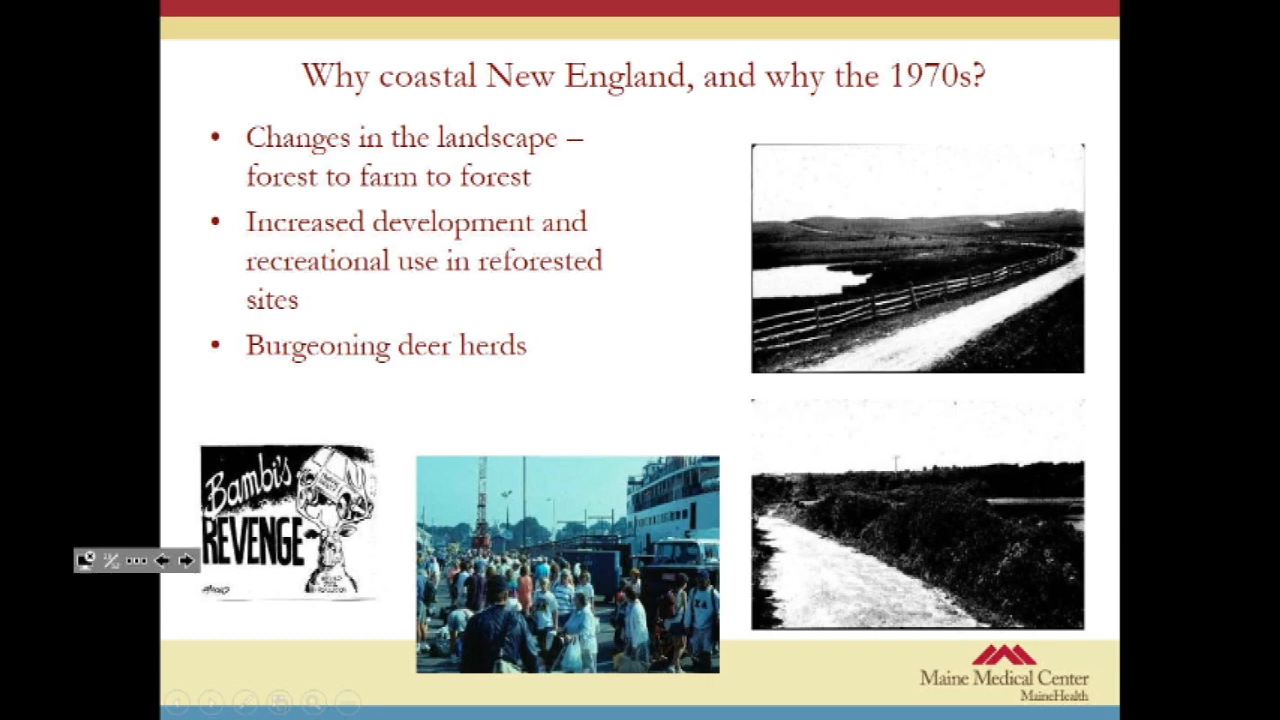 Why coastal New England, and why the 1970s?
• Changes in the landscape –
forest to farm to forest
• Increased development and
recreational use in reforested
sites
• Burgeoning deer herds
Bambi's
REVENGE
Maine Medical Center
MaineHealth